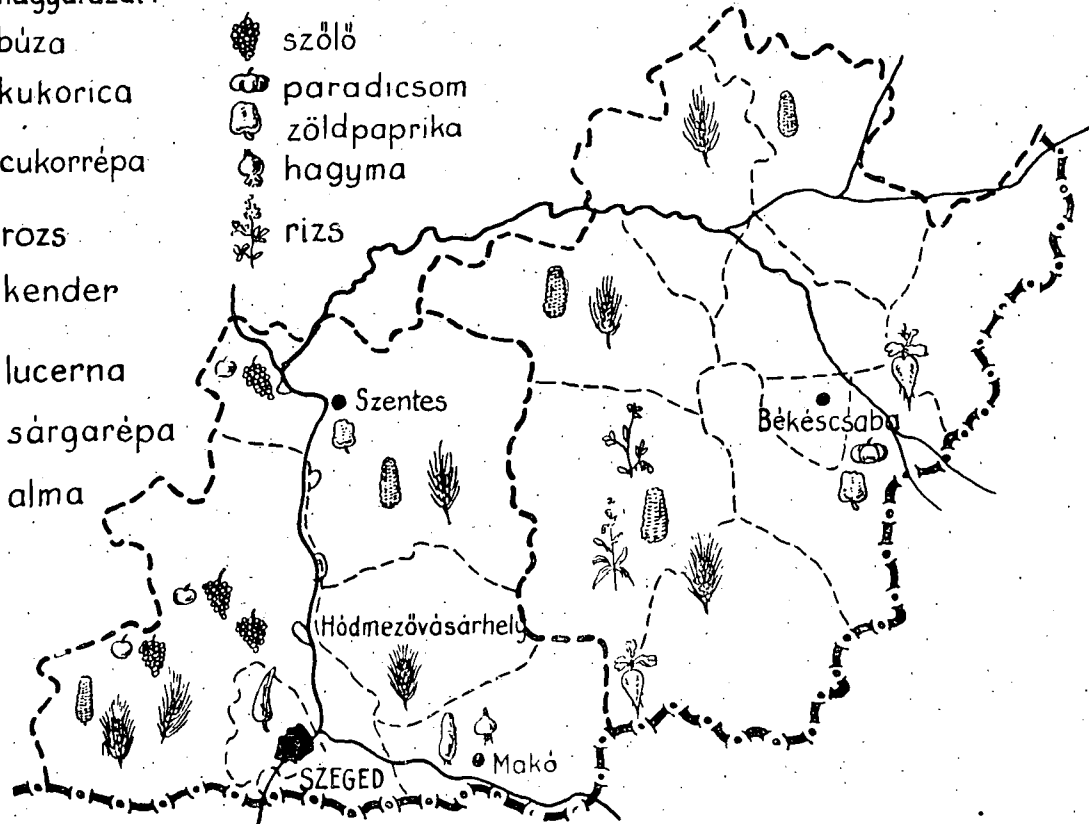 búza
kukorica
cukorrépa
rozs
kender
lucerna
sárgarépa
alma
szőlő
paradicsom
zöldpaprika
hagyma
rizs
Szentes
Békéscsaba
Hódmezővásárhely
Makó
SZEGED